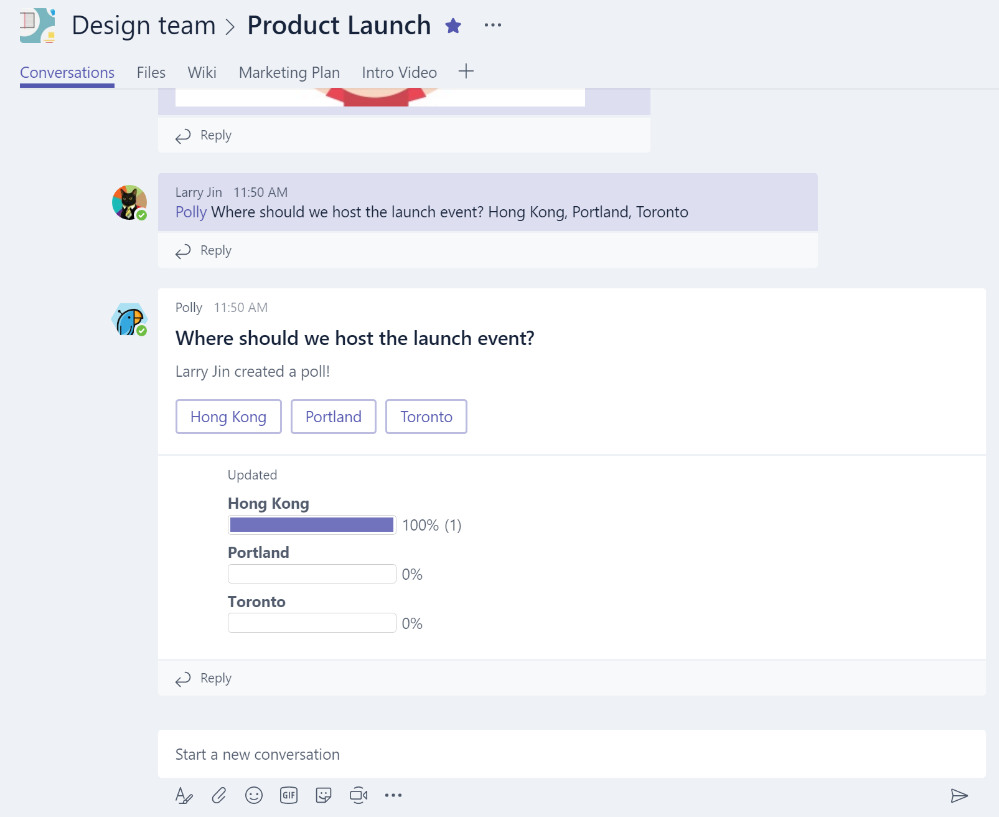 Design team > Product Launch
Conversations Files Wiki Marketing Plan Intro Video
Reply
Larry Jin 11:50 AM
Polly Where should we host the launch event? Hong Kong, Portland, Toronto
Reply
Polly 11:50 AM
Where should we host the launch event?
Larry Jin created a poll!
Hong Kong Portland Toronto
Updated
Hong Kong
100% (1)
Portland
0%
Toronto
0%
Reply
Start a new conversation
GIF